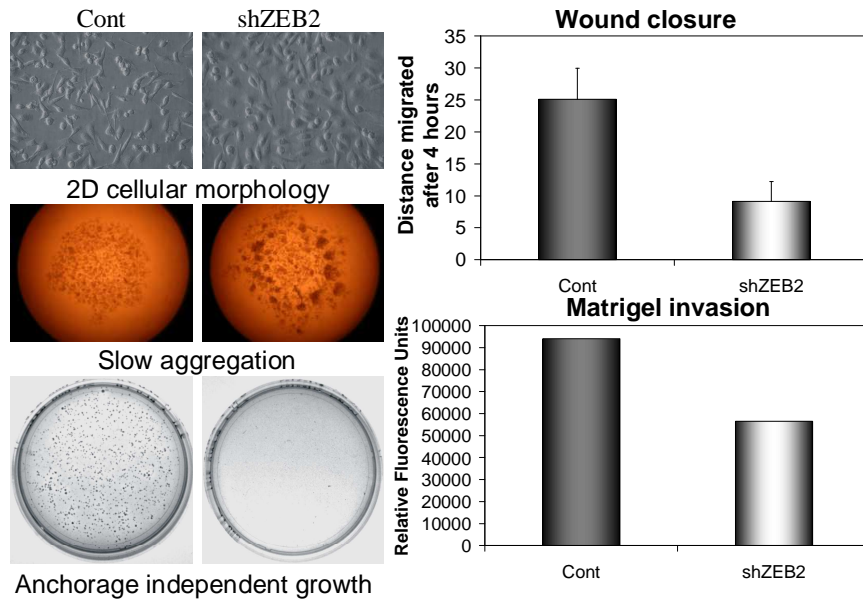 Cont
shZEB2
2D cellular morphology
Slow aggregation
Anchorage independent growth
Wound closure
Distance migrated
after 4 hours
35
30
25
20
15
10
5
0
Cont
shZEB2
Matrigel invasion
Relative Fluorescence Units
100000
90000
80000
70000
60000
50000
40000
30000
20000
10000
0
Cont
shZEB2